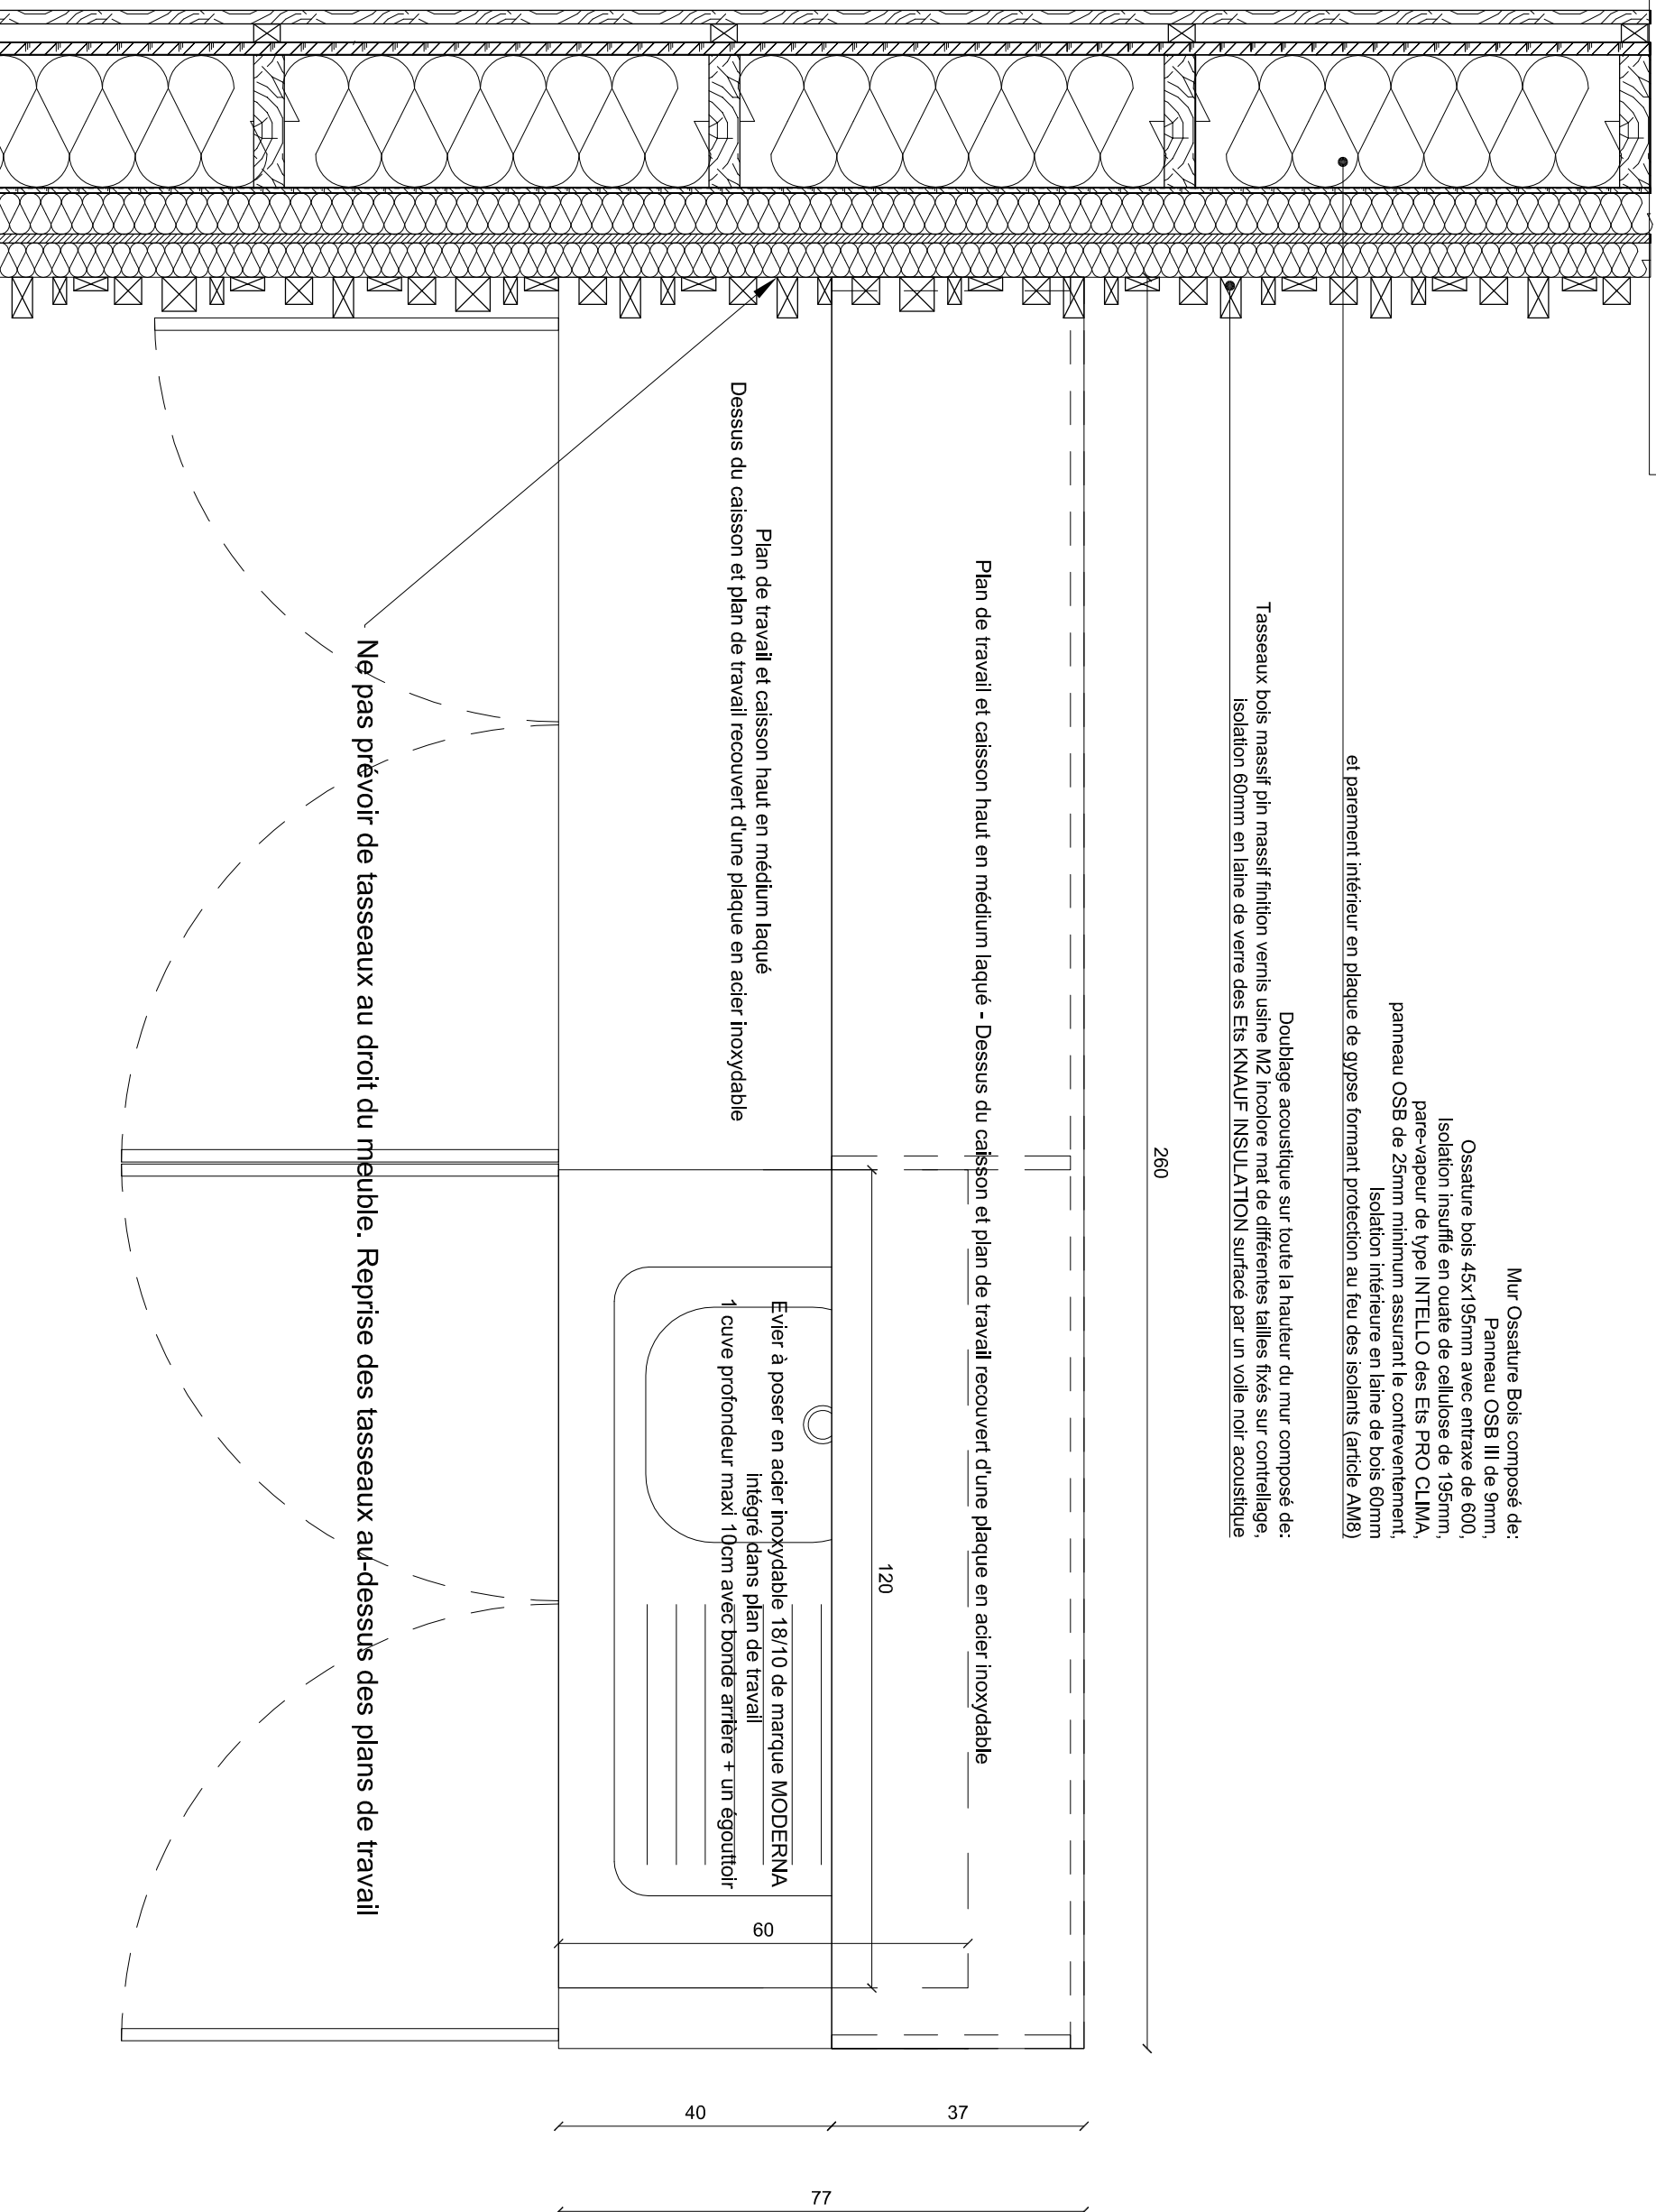 Mur Ossature Bois composé de:
Panneau OSB III de 9mm,
Ossature bois 45x195mm avec entraxe de 600,
Isolation insufflé en ouate de cellulose de 195mm,
pare-vapeur de type INTELLO des Ets PRO CLIMA,
panneau OSB de 25mm minimum assurant le contreventement,
Isolation intérieure en laine de bois 60mm
et parement intérieur en plaque de gypse formant protection au feu des isolants (article AM8)
Doublage acoustique sur toute la hauteur du mur composé de:
Tasseaux bois massif pin massif finition vernis usine M2 incolore mat de différentes tailles fixés sur contrellage,
isolation 60mm en laine de verre des Ets KNAUF INSULATION surfacé par un voile noir acoustique
260
Plan de travail et caisson haut en médium laqué - Dessus du caisson et plan de travail recouvert d'une plaque en acier inoxydable
120
Plan de travail et caisson haut en médium laqué
Dessus du caisson et plan de travail recouvert d'une plaque en acier inoxydable
Evier à poser en acier inoxydable 18/10 de marque MODERNA
intégré dans plan de travail
1 cuve profondeur maxi 10cm avec bonde arrière + un égouttoir
60
Ne pas prévoir de tasseaux au droit du meuble. Reprise des tasseaux au-dessus des plans de travail
40
37
77